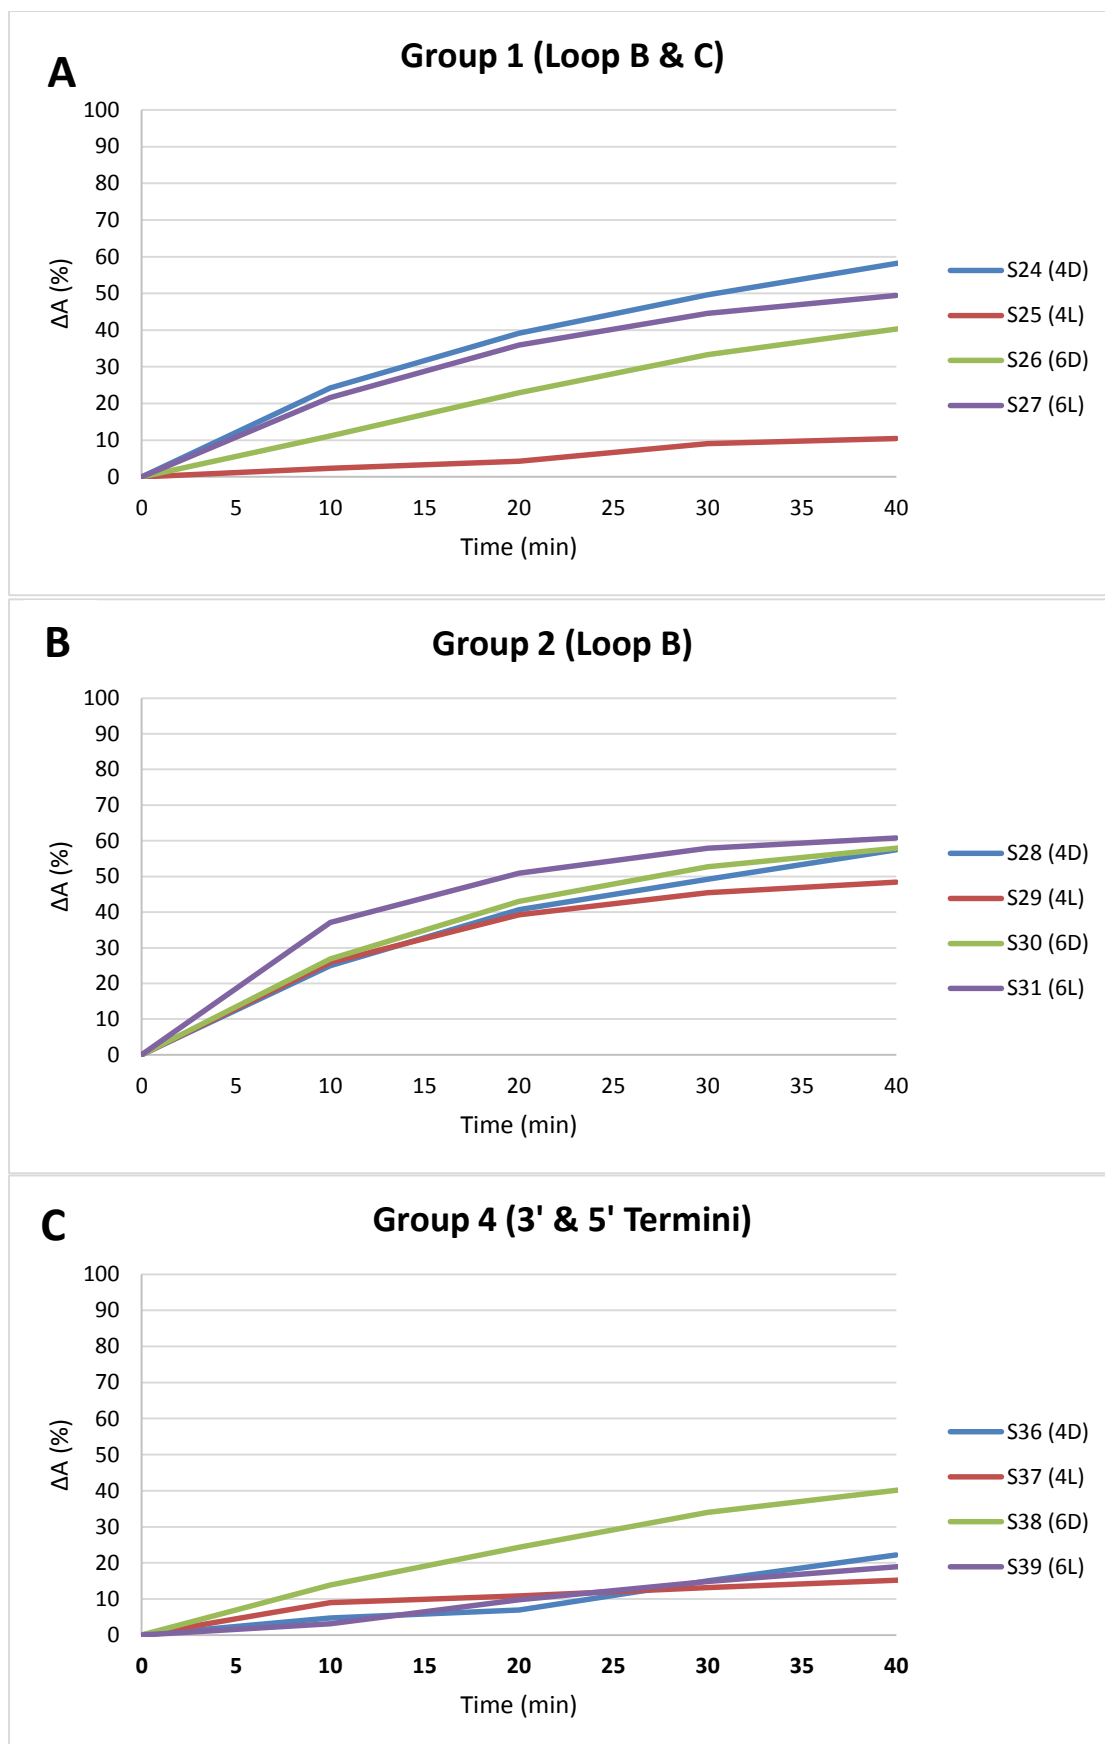 A
Group 1 (Loop B & C)
100
90
80
70
60
50
40
30
20
10
0
ΔA (%)
0 5 10 15 20 25 30 35 40
Time (min)
S24 (4D)
S25 (4L)
S26 (6D)
S27 (6L)
B
Group 2 (Loop B)
100
90
80
70
60
50
40
30
20
10
0
ΔA (%)
0 5 10 15 20 25 30 35 40
Time (min)
S28 (4D)
S29 (4L)
S30 (6D)
S31 (6L)
C
Group 4 (3' & 5' Termini)
100
90
80
70
60
50
40
30
20
10
0
ΔA (%)
0 5 10 15 20 25 30 35 40
Time (min)
S36 (4D)
S37 (4L)
S38 (6D)
S39 (6L)